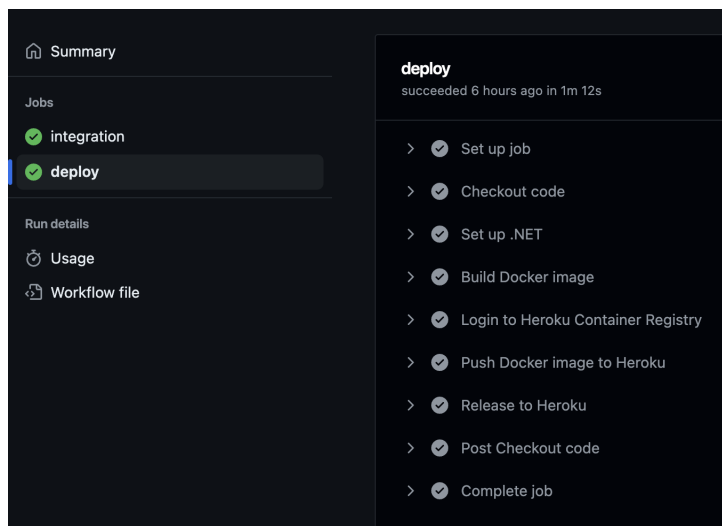 Summary
Jobs
integration
deploy
Run details
Usage
Workflow file
deploy
succeeded 6 hours ago in 1m 12s
Set up job
Checkout code
Set up .NET
Build Docker image
Login to Heroku Container Registry
Push Docker image to Heroku
Release to Heroku
Post Checkout code
Complete job